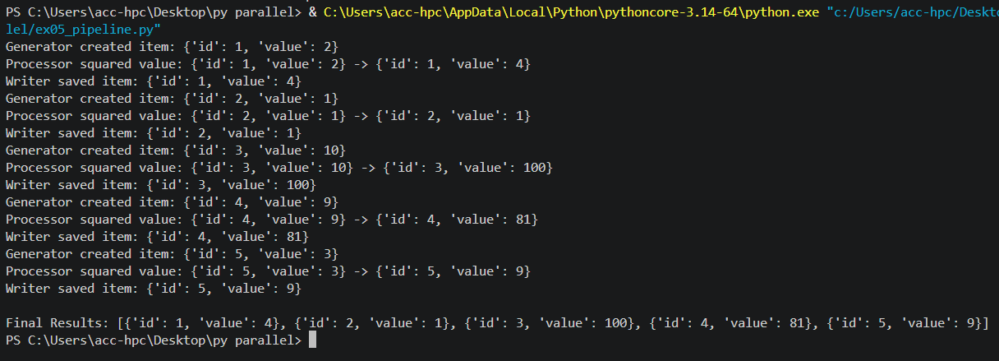 PS C:\Users\acc-hpc\Desktop\py parallel> & C:\Users\acc-hpc\AppData\Local\Python\pythoncore-3.14-64\python.exe "c:/Users/acc-hpc/Deskto
lel/ex05_pipeline.py"
Generator created item: {'id': 1, 'value': 2}
Processor squared value: {'id': 1, 'value': 2} -> {'id': 1, 'value': 4}
Writer saved item: {'id': 1, 'value': 4}
Generator created item: {'id': 2, 'value': 1}
Processor squared value: {'id': 2, 'value': 1} -> {'id': 2, 'value': 1}
Writer saved item: {'id': 2, 'value': 1}
Generator created item: {'id': 3, 'value': 10}
Processor squared value: {'id': 3, 'value': 10} -> {'id': 3, 'value': 100}
Writer saved item: {'id': 3, 'value': 100}
Generator created item: {'id': 4, 'value': 9}
Processor squared value: {'id': 4, 'value': 9} -> {'id': 4, 'value': 81}
Writer saved item: {'id': 4, 'value': 81}
Generator created item: {'id': 5, 'value': 3}
Processor squared value: {'id': 5, 'value': 3} -> {'id': 5, 'value': 9}
Writer saved item: {'id': 5, 'value': 9}
Final Results: [{'id': 1, 'value': 4}, {'id': 2, 'value': 1}, {'id': 3, 'value': 100}, {'id': 4, 'value': 81}, {'id': 5, 'value': 9}]
PS C:\Users\acc-hpc\Desktop\py parallel>